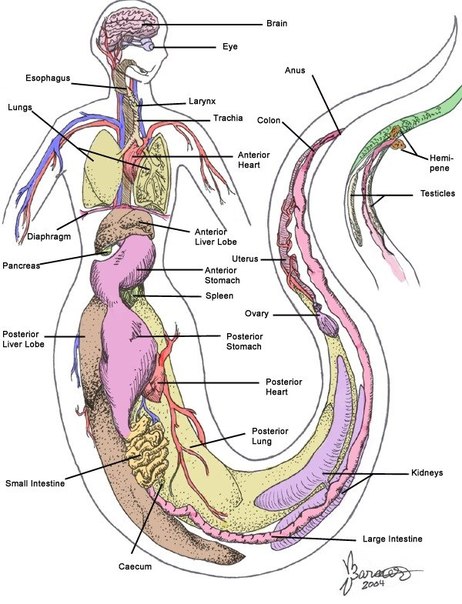 Brain
Eye
Esophagus
Anus
Lungs
Larynx
Trachia
Colon
Anterior
Heart
Hemi-
pene
Testicles
Diaphragm
Anterior
Liver Lobe
Pancreas
Anterior
Stomach
Uterus
Spleen
Ovary
Posterior
Liver Lobe
Posterior
Stomach
Posterior
Heart
Posterior
Lung
Small Intestine
Kidneys
Caecum
Large Intestine
2004